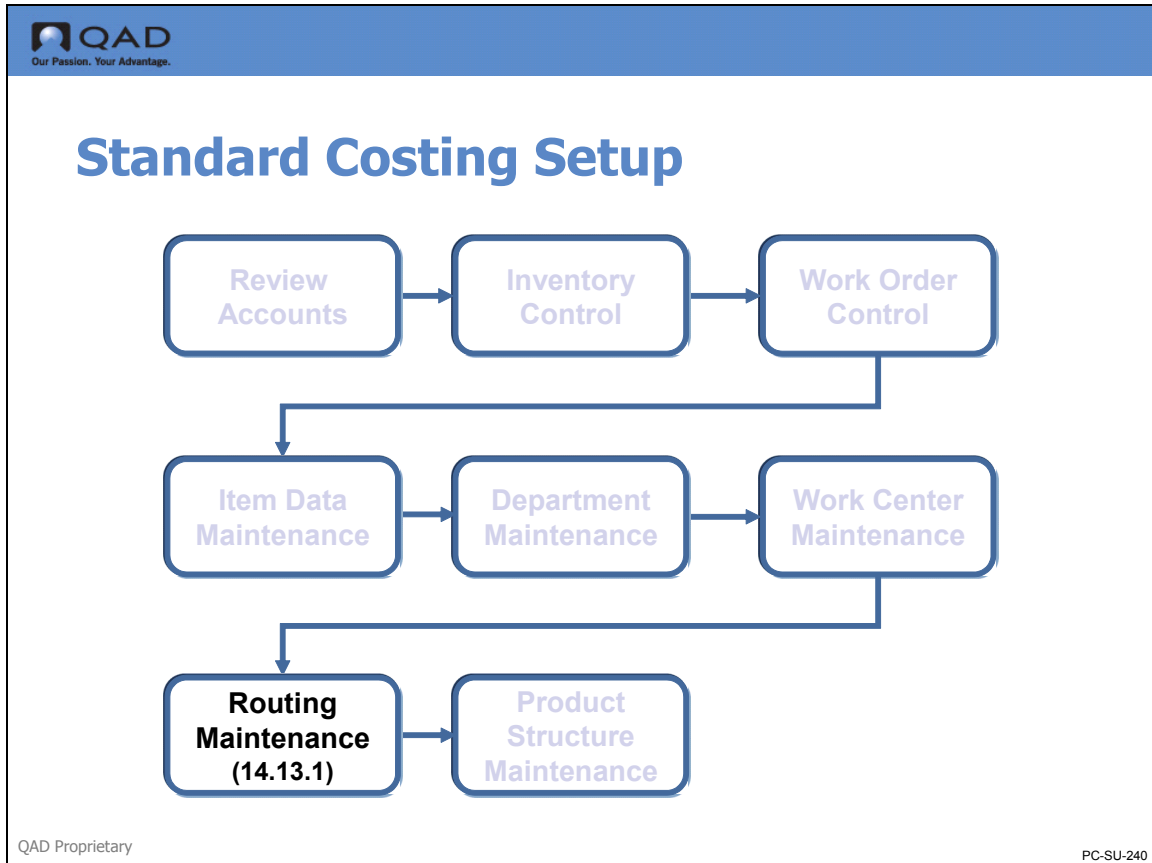 QAD
Our Passion. Your Advantage.
Standard Costing Setup
Review
Accounts
Inventory
Control
Work Order
Control
Item Data
Maintenance
Department
Maintenance
Work Center
Maintenance
Routing
Maintenance
(14.13.1)
Product
Structure
Maintenance
QAD Proprietary
PC-SU-240